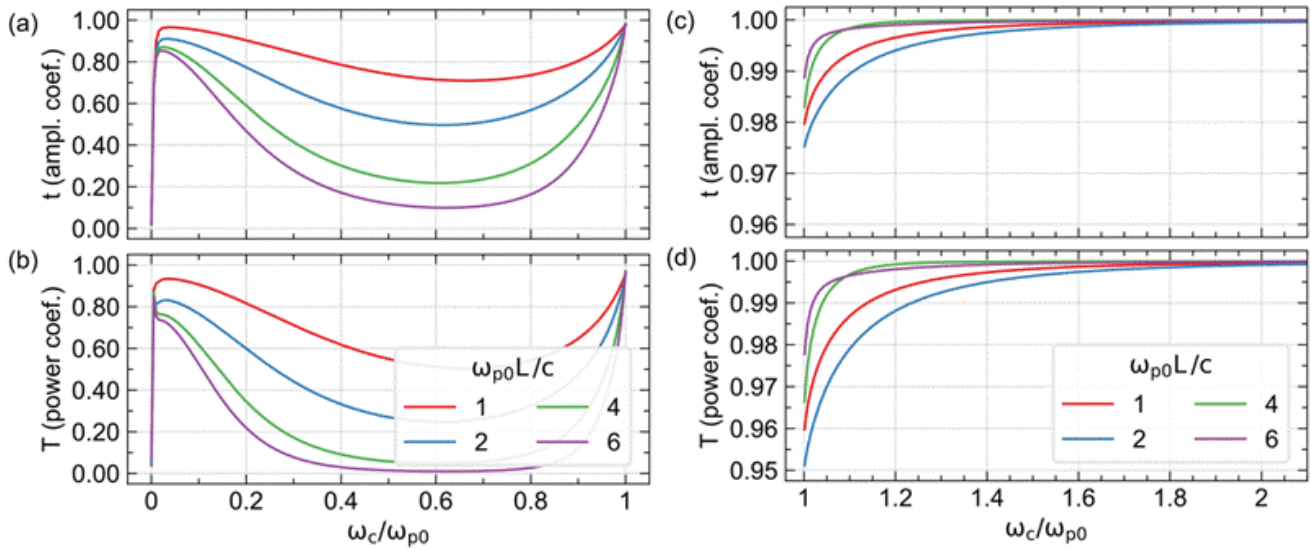 (a)
t (ampl. coef.)
1.00
0.80
0.60
0.40
0.20
0.00
(b)
T (power coef.)
1.00
0.80
0.60
0.40
0.20
0.00
ωp0L/c
1 4
2 6
0 0.2 0.4 0.6 0.8 1
ωc/ωp0
(c)
t (ampl. coef.)
1.00
0.99
0.98
0.97
0.96
(d)
T (power coef.)
1.00
0.99
0.98
0.97
0.96
0.95
ωp0L/c
1 4
2 6
1 1.2 1.4 1.6 1.8 2
ωc/ωp0